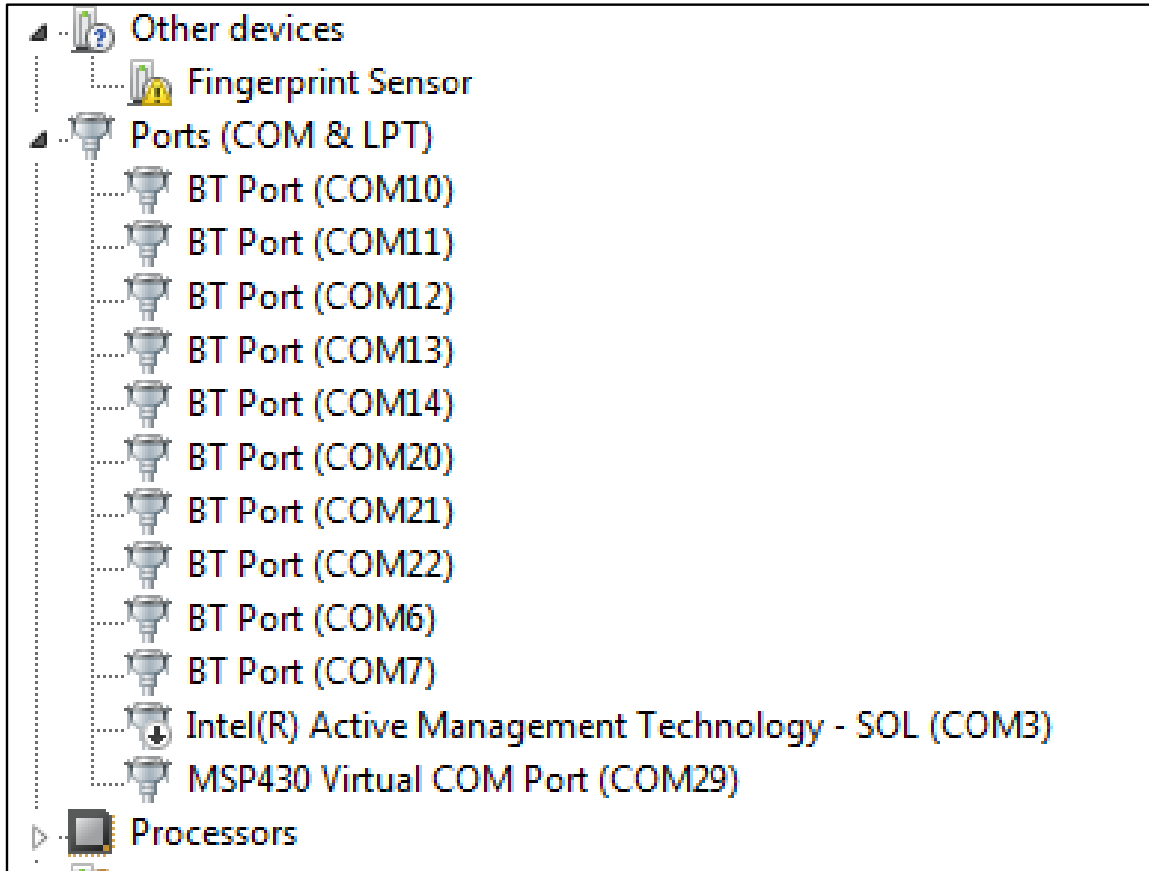 Other devices
Fingerprint Sensor
Ports (COM & LPT)
BT Port (COM10)
BT Port (COM11)
BT Port (COM12)
BT Port (COM13)
BT Port (COM14)
BT Port (COM20)
BT Port (COM21)
BT Port (COM22)
BT Port (COM6)
BT Port (COM7)
Intel(R) Active Management Technology - SOL (COM3)
MSP430 Virtual COM Port (COM29)
Processors